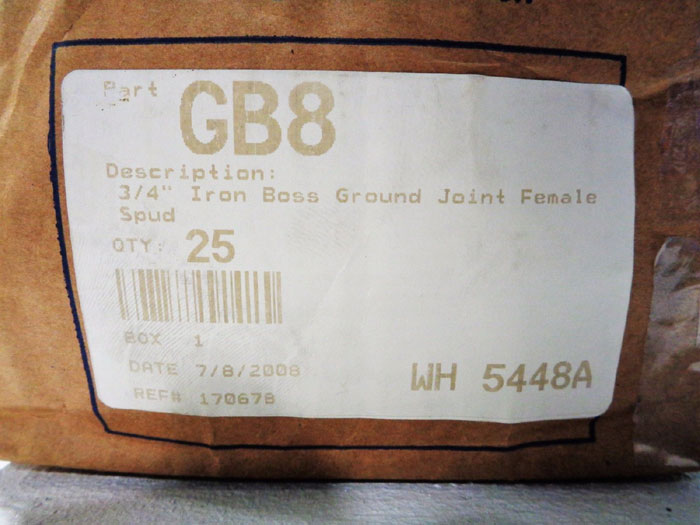 Part GB8
Description:
3/4" Iron Boss Ground Joint Female
Spud
QTY: 25
BOX 1
DATE 7/8/2008
REF# 170678
WH 5448A